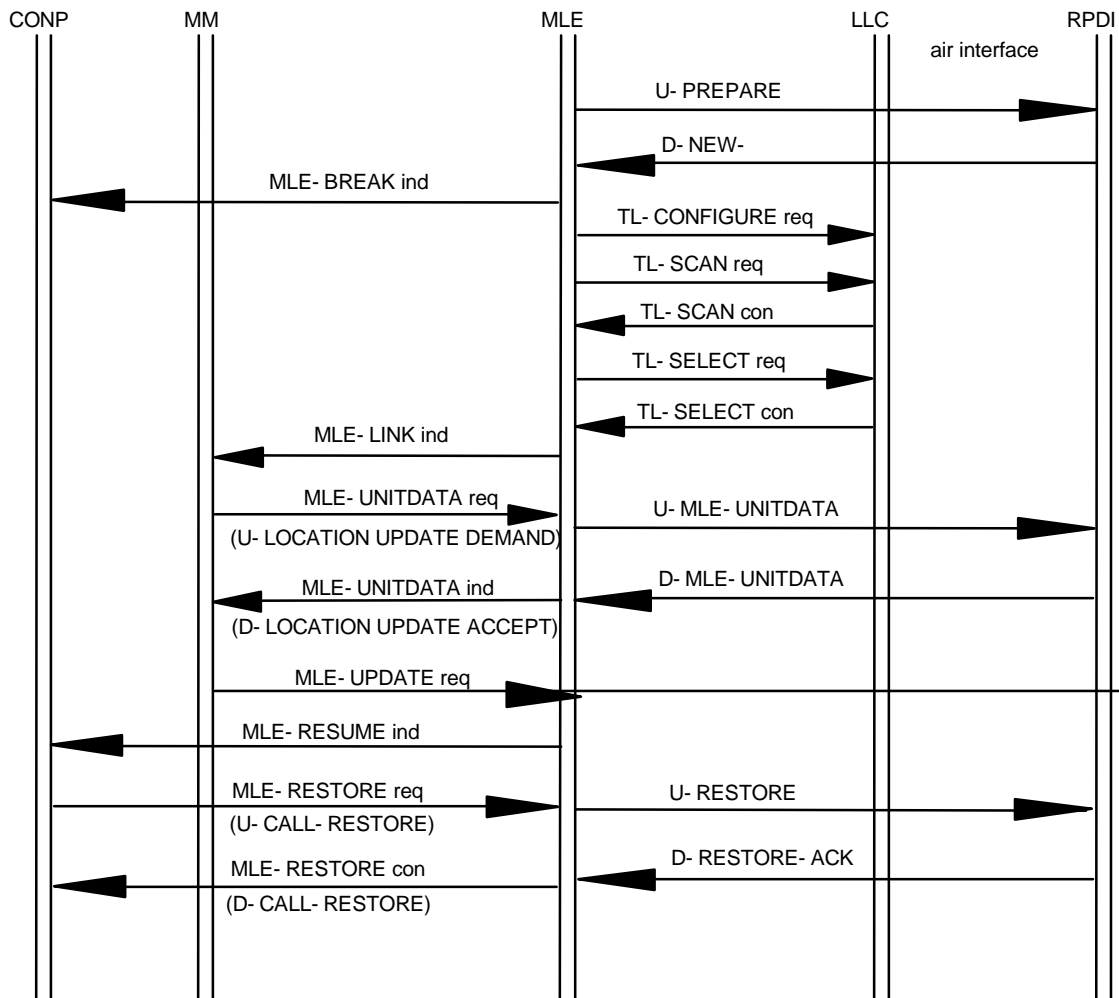 CONP MM MLE LLC RPDI
air interface
U- PREPARE
D- NEW-
MLE- BREAK ind
TL- CONFIGURE req
TL- SCAN req
TL- SCAN con
TL- SELECT req
TL- SELECT con
MLE- LINK ind
MLE- UNITDATA req
U- MLE- UNITDATA
(U- LOCATION UPDATE DEMAND)
D- MLE- UNITDATA
MLE- UNITDATA ind
(D- LOCATION UPDATE ACCEPT)
MLE- UPDATE req
MLE- RESUME ind
MLE- RESTORE req
U- RESTORE
(U- CALL- RESTORE)
D- RESTORE- ACK
MLE- RESTORE con
(D- CALL- RESTORE)